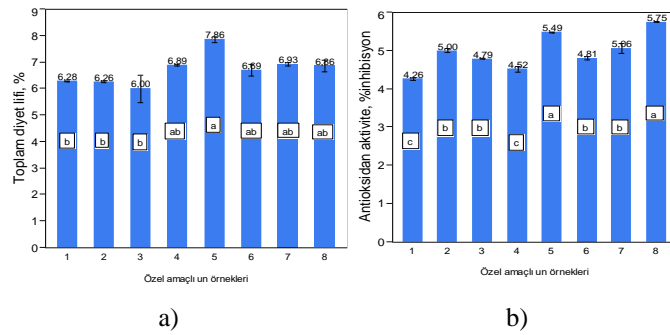 Toplam diyet lifi, %
9
8
7
6
5
4
3
2
1
0
6,28 6,26 6,00 6,89 7,86 6,69 6,93 6,86
b b b ab a ab ab ab
1 2 3 4 5 6 7 8
Özel amaçlı un örnekleri
a)
Antioksidan aktivite, %inhibisyon
6
5
4
3
2
1
0
4,26 5,00 4,79 4,52 5,49 4,81 5,06 5,75
c b b c a b b a
1 2 3 4 5 6 7 8
Özel amaçlı un örnekleri
b)